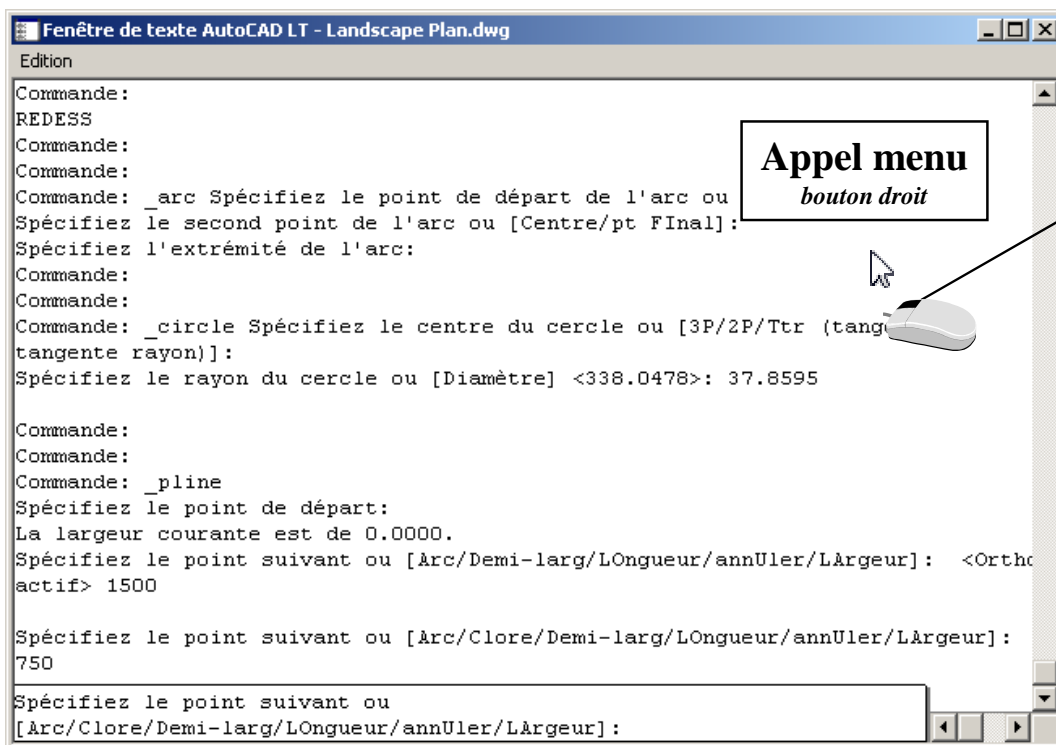 Fenêtre de texte AutoCAD LT - Landscape Plan.dwg
Edition
Commande:
REDESS
Commande:
Commande:
Commande: _arc Spécifiez le point de départ de l'arc ou
Spécifiez le second point de l'arc ou [Centre/pt FInal]:
Spécifiez l'extrémité de l'arc:
Commande:
Commande:
Commande: _circle Spécifiez le centre du cercle ou [3P/2P/Ttr (tange
tangente rayon)]:
Spécifiez le rayon du cercle ou [Diamètre] <338.0478>: 37.8595
Commande:
Commande:
Commande: _pline
Spécifiez le point de départ:
La largeur courante est de 0.0000.
Spécifiez le point suivant ou [Arc/Demi-larg/LOngueur/annUler/LArgeur]: <Ortho
actif> 1500
Spécifiez le point suivant ou [Arc/Clore/Demi-larg/LOngueur/annUler/LArgeur]:
750
Spécifiez le point suivant ou
[Arc/Clore/Demi-larg/LOngueur/annUler/LArgeur]:
Appel menu
bouton droit